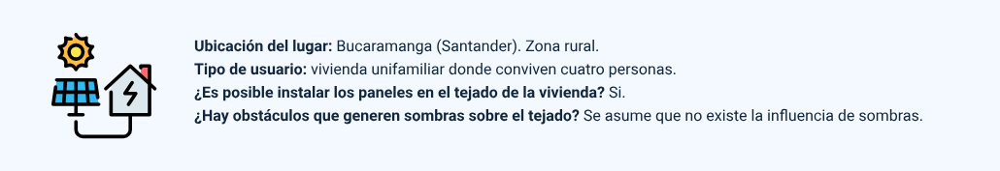 Ubicación del lugar: Bucaramanga (Santander). Zona rural.
Tipo de usuario: vivienda unifamiliar donde conviven cuatro personas.
¿Es posible instalar los paneles en el tejado de la vivienda? Si.
¿Hay obstáculos que generen sombras sobre el tejado? Se asume que no existe la influencia de sombras.